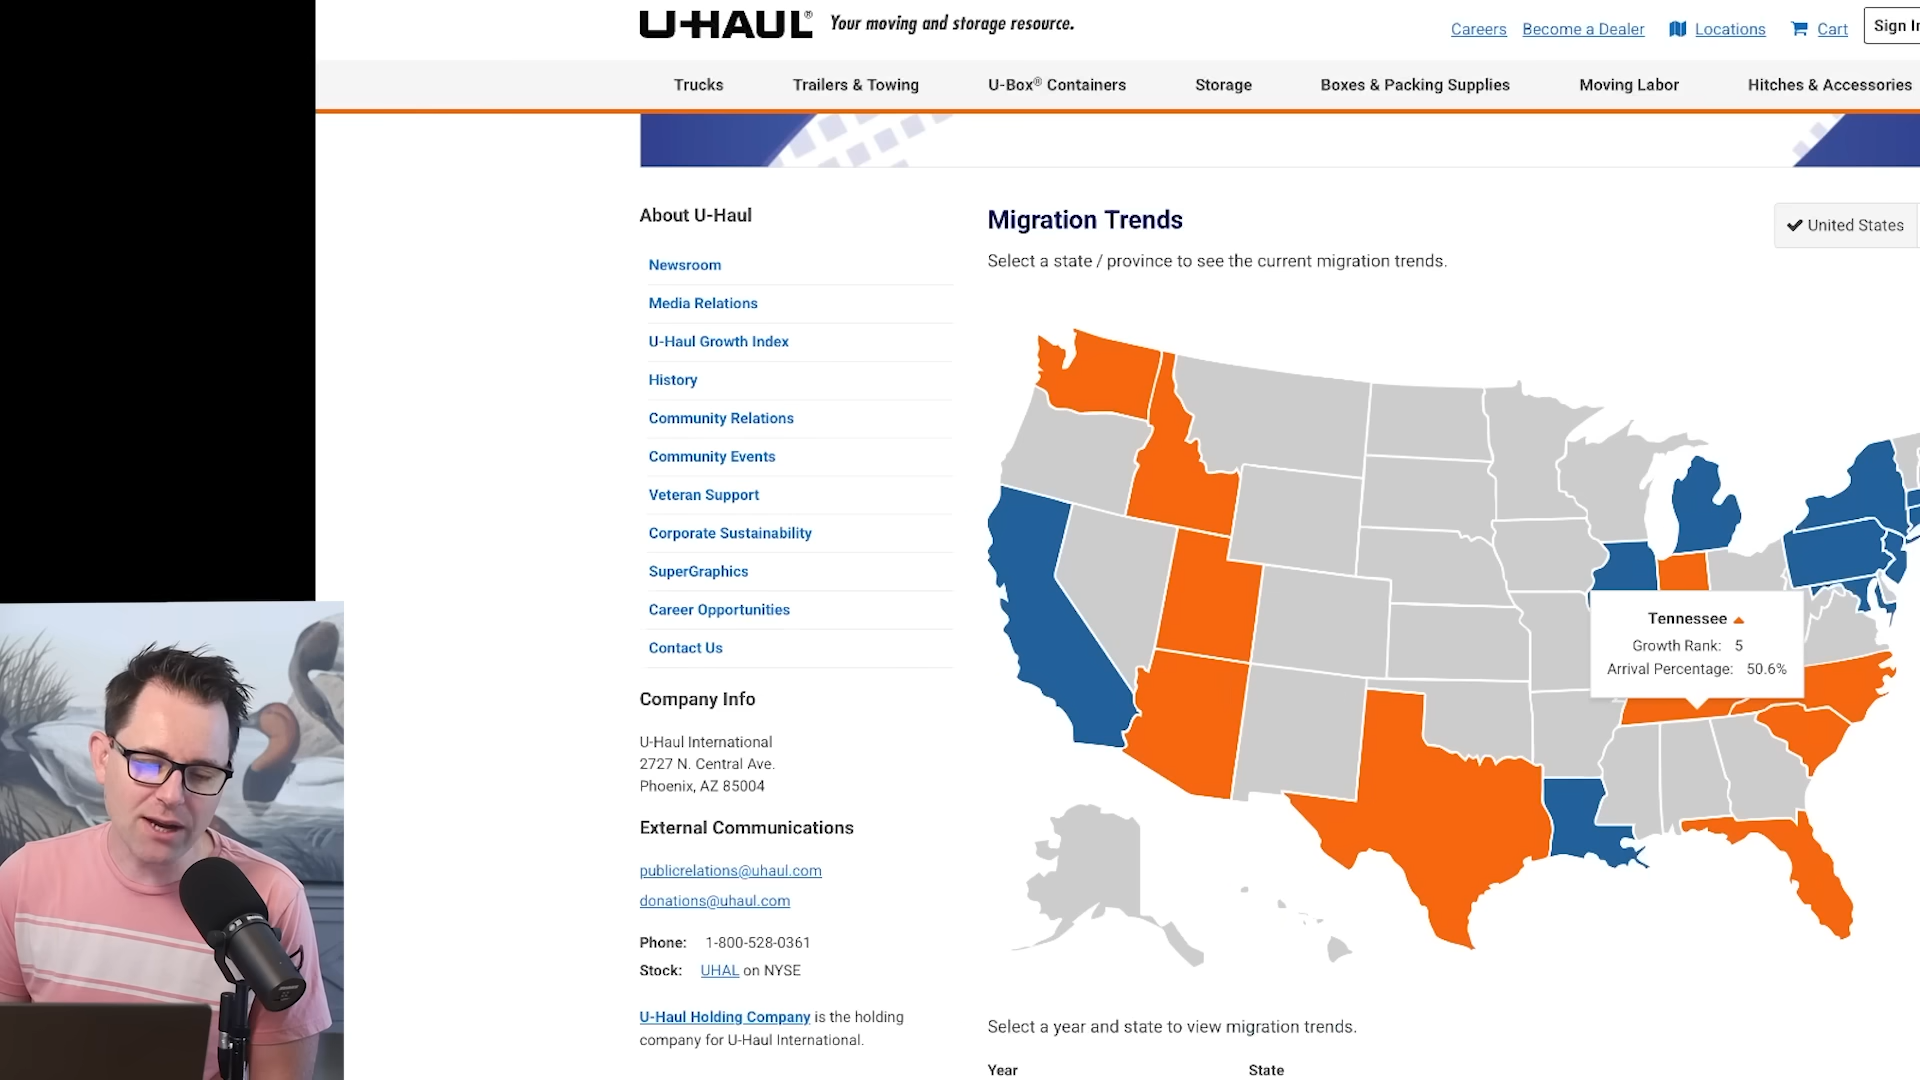 U-HAUL® Your moving and storage resource.
Careers Become a Dealer Locations Cart Sign In
Trucks Trailers & Towing U-Box® Containers Storage Boxes & Packing Supplies Moving Labor Hitches & Accessories
About U-Haul
Newsroom
Media Relations
U-Haul Growth Index
History
Community Relations
Community Events
Veteran Support
Corporate Sustainability
SuperGraphics
Career Opportunities
Contact Us
Company Info
U-Haul International
2727 N. Central Ave.
Phoenix, AZ 85004
External Communications
publicrelations@uhaul.com
donations@uhaul.com
Phone: 1-800-528-0361
Stock: UHAL on NYSE
U-Haul Holding Company is the holding
company for U-Haul International.
Migration Trends
United States
Select a state / province to see the current migration trends.
Tennessee
Growth Rank: 5
Arrival Percentage: 50.6%
Select a year and state to view migration trends.
Year State